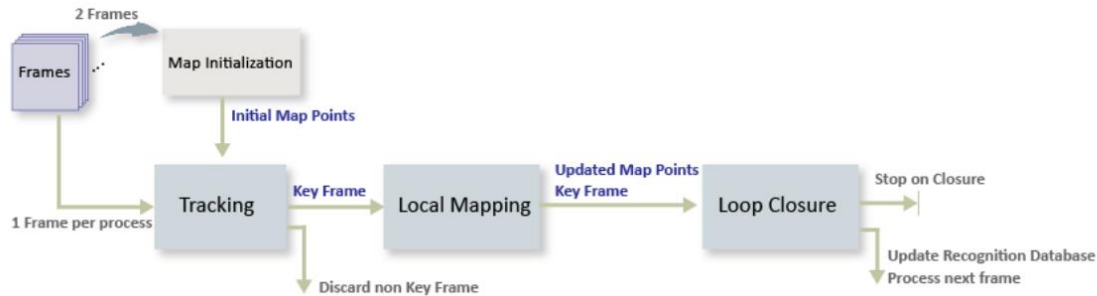 2 Frames
Frames
...
Map Initialization
Initial Map Points
1 Frame per process
Tracking
Key Frame
Discard non Key Frame
Local Mapping
Updated Map Points
Key Frame
Loop Closure
Stop on Closure
Update Recognition Database
Process next frame